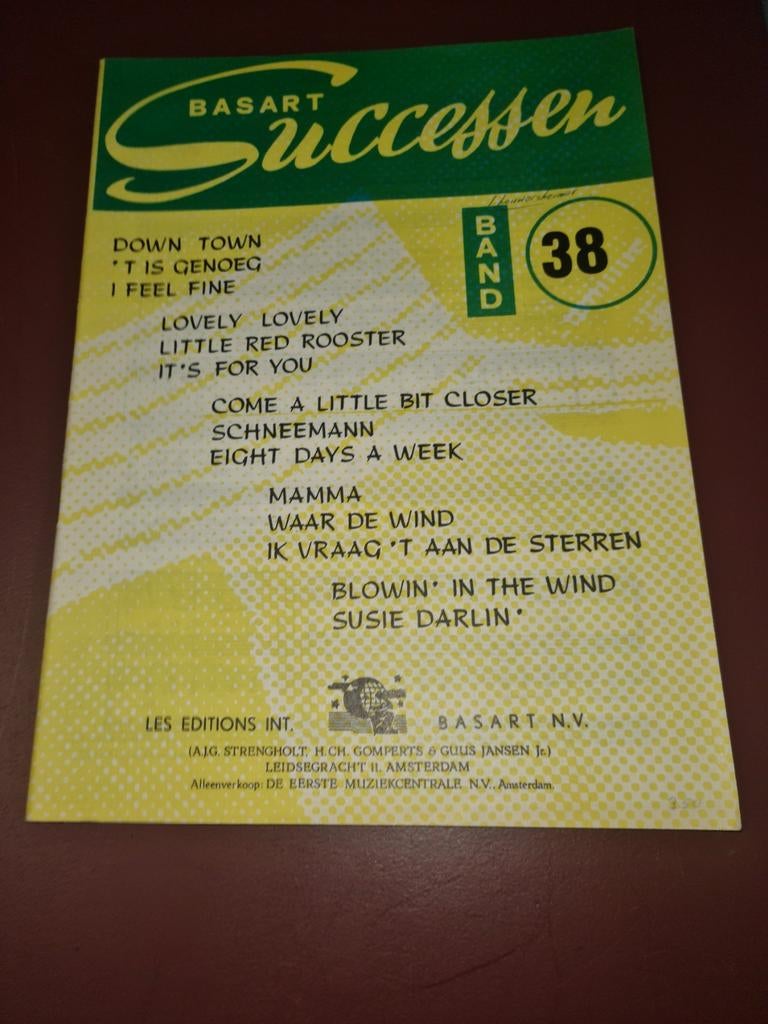 BASART
Successen
BAND
38
DOWN TOWN
'T IS GENOEG
I FEEL FINE
LOVELY LOVELY
LITTLE RED ROOSTER
IT'S FOR YOU
COME A LITTLE BIT CLOSER
SCHNEEMANN
EIGHT DAYS A WEEK
MAMMA
WAAR DE WIND
IK VRAAG 'T AAN DE STERREN
BLOWIN' IN THE WIND
SUSIE DARLIN'
LES EDITIONS INT. BASART N.V.
(A.J.G. STRENGHOLT, H.CH. GOMPERTS & GUUS JANSEN Jr.)
LEIDSEGRACHT 11, AMSTERDAM
Alleenverkoop: DE EERSTE MUZIEKCENTRALE N.V., Amsterdam.
3.50